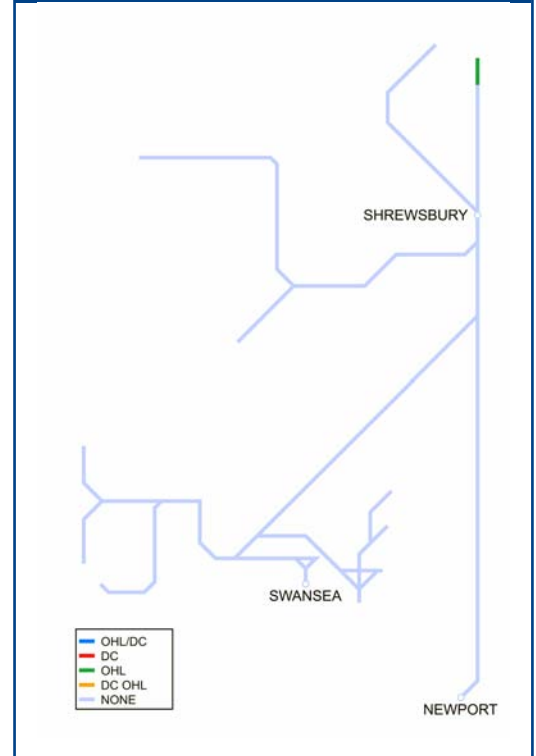 SHREWSBURY
SWANSEA
OHL/DC
DC
OHL
DC OHL
NONE
NEWPORT